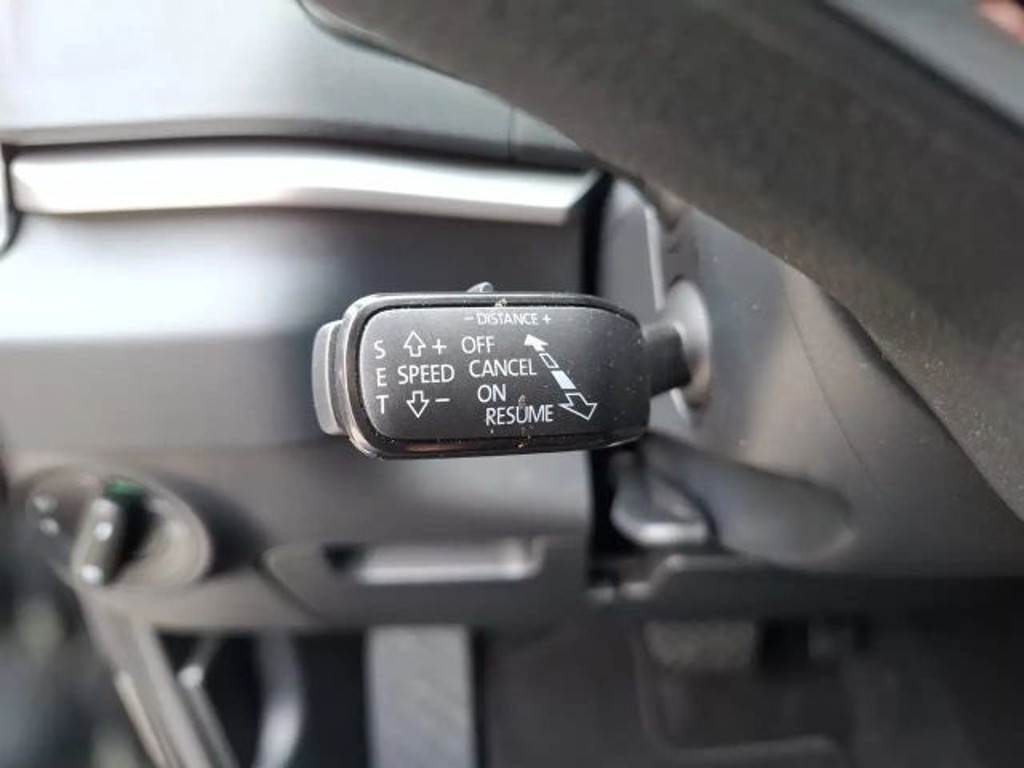 − DISTANCE +
S + OFF
E SPEED CANCEL
T − ON
RESUME